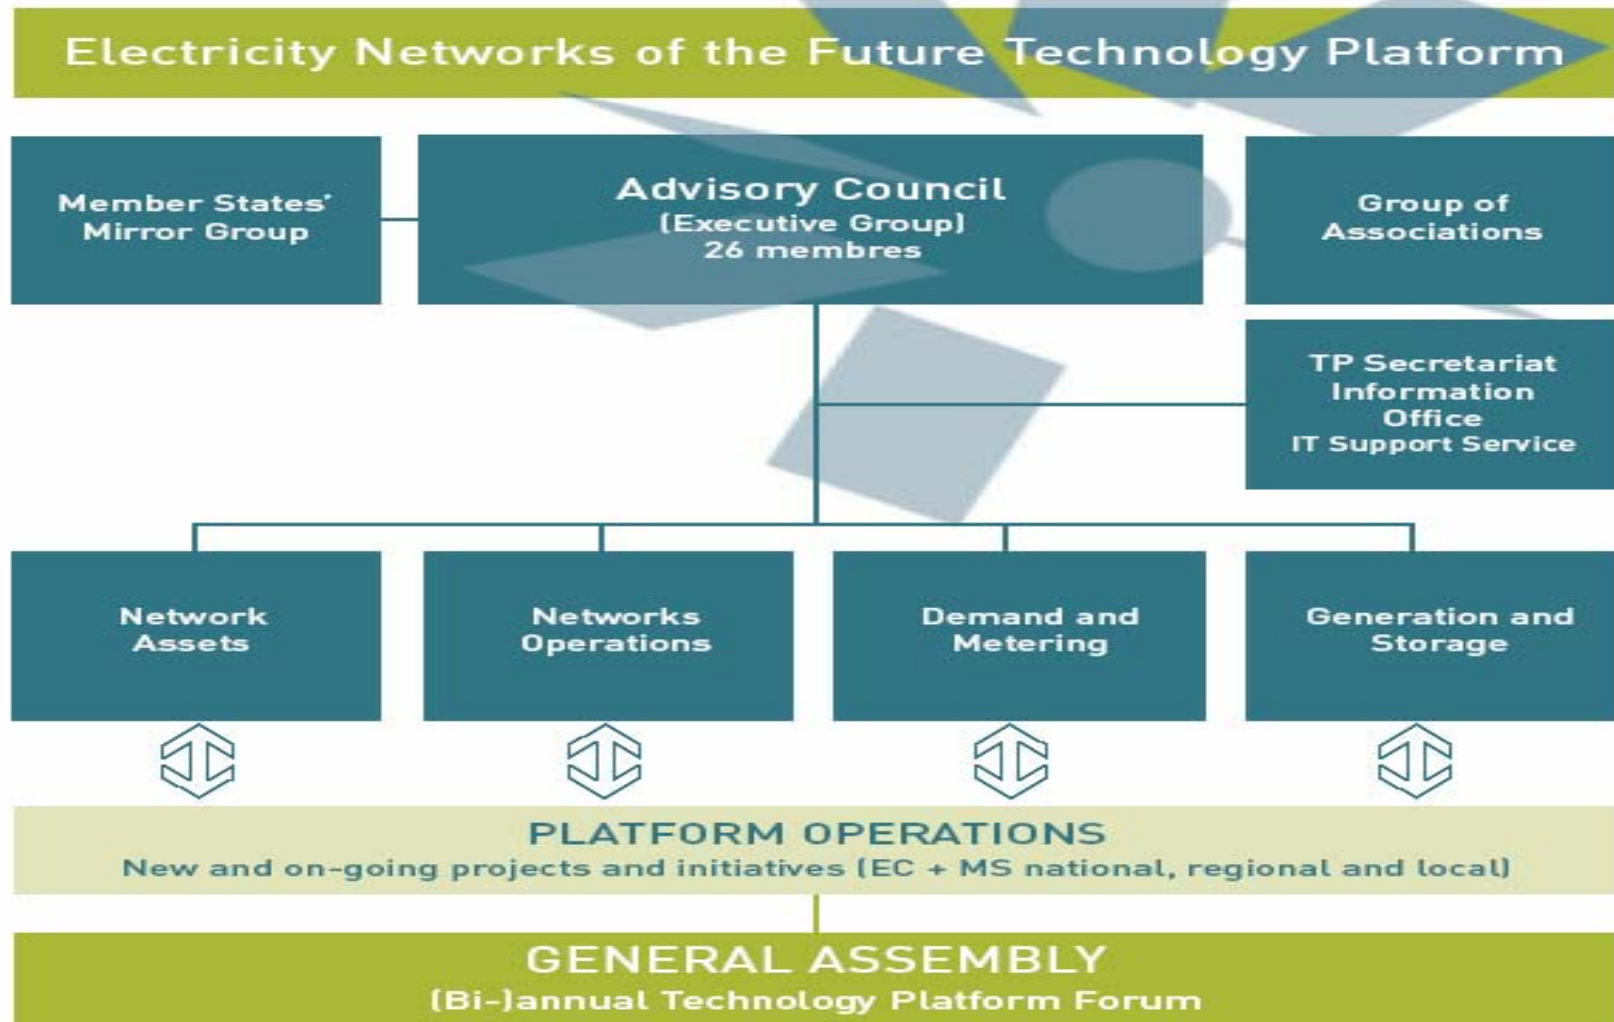 Electricity Networks of the Future Technology Platform
Member States'
Mirror Group
Advisory Council
(Executive Group)
26 membres
Group of
Associations
TP Secretariat
Information
Office
IT Support Service
Network
Assets
Networks
Operations
Demand and
Metering
Generation and
Storage
PLATFORM OPERATIONS
New and on-going projects and initiatives (EC + MS national, regional and local)
GENERAL ASSEMBLY
(Bi-)annual Technology Platform Forum